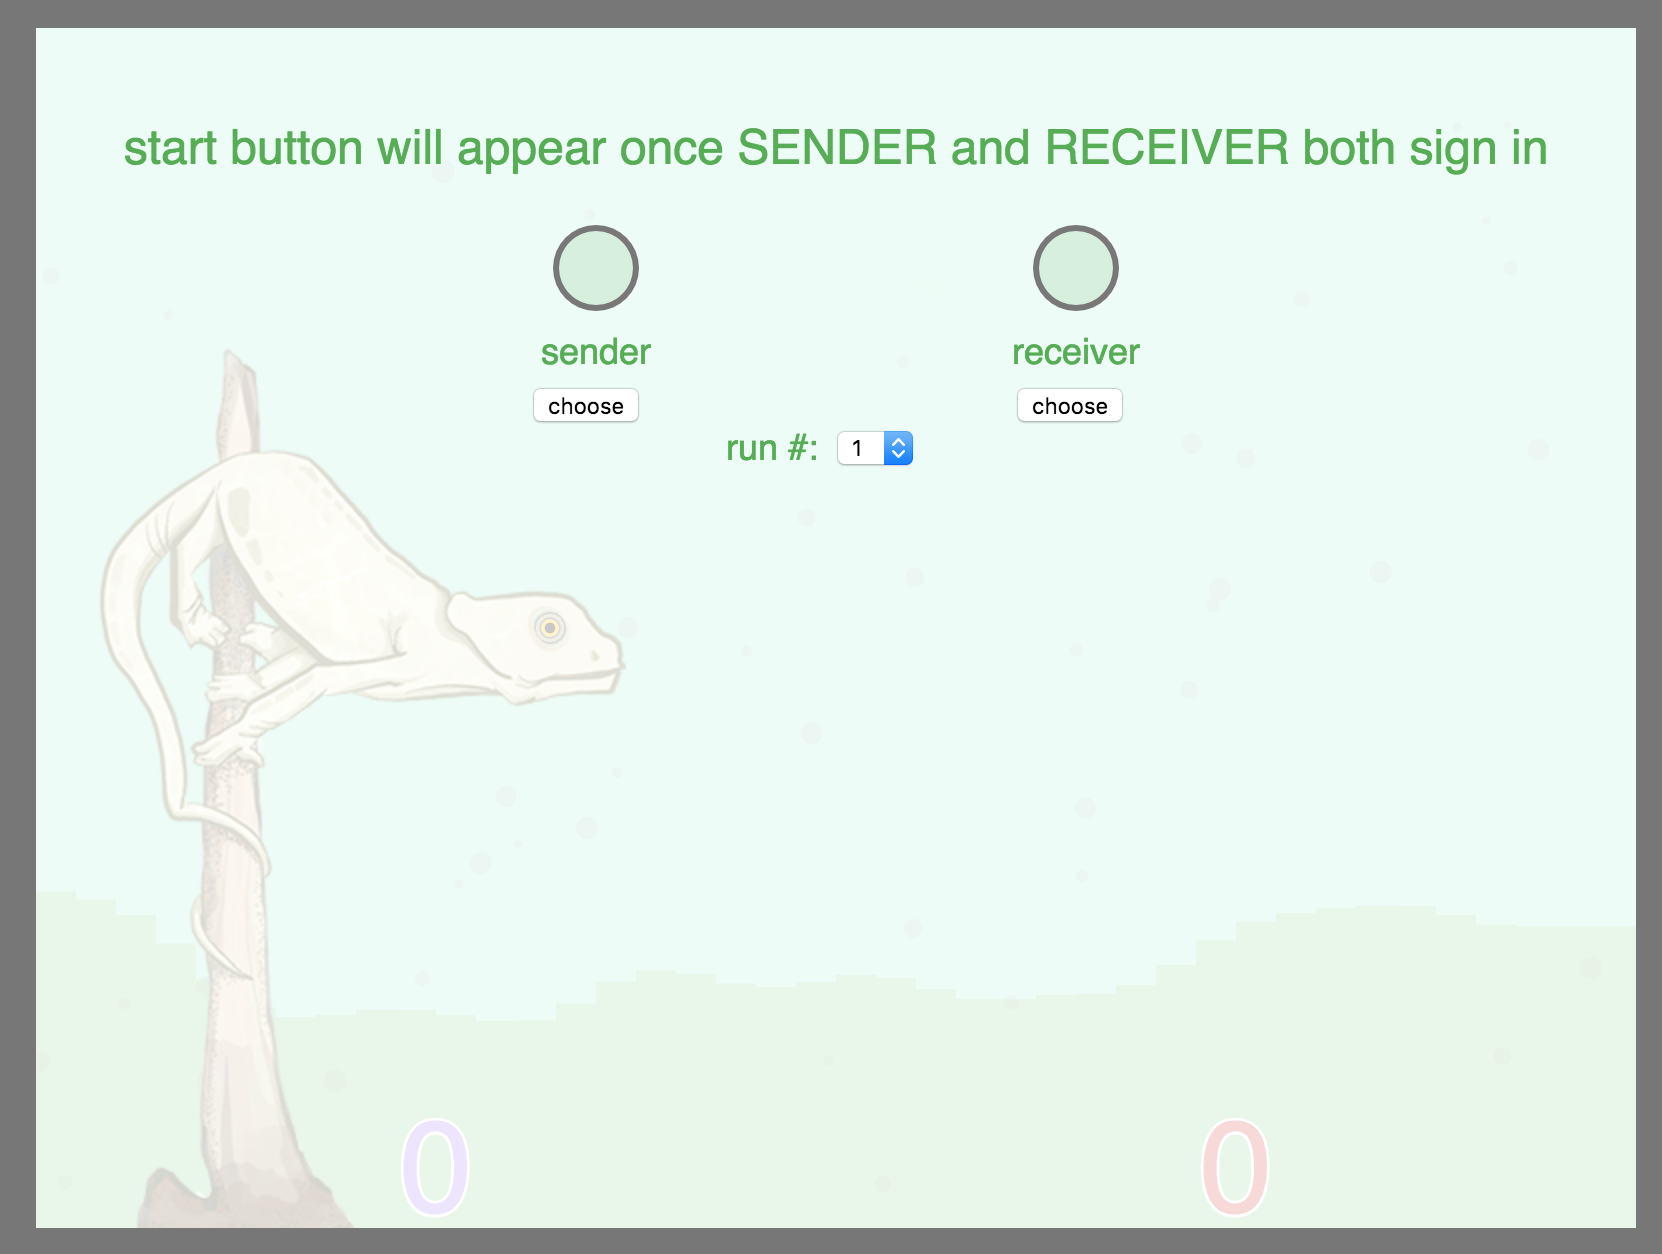 start button will appear once SENDER and RECEIVER both sign in
sender receiver
choose choose
run #: 1
0 0